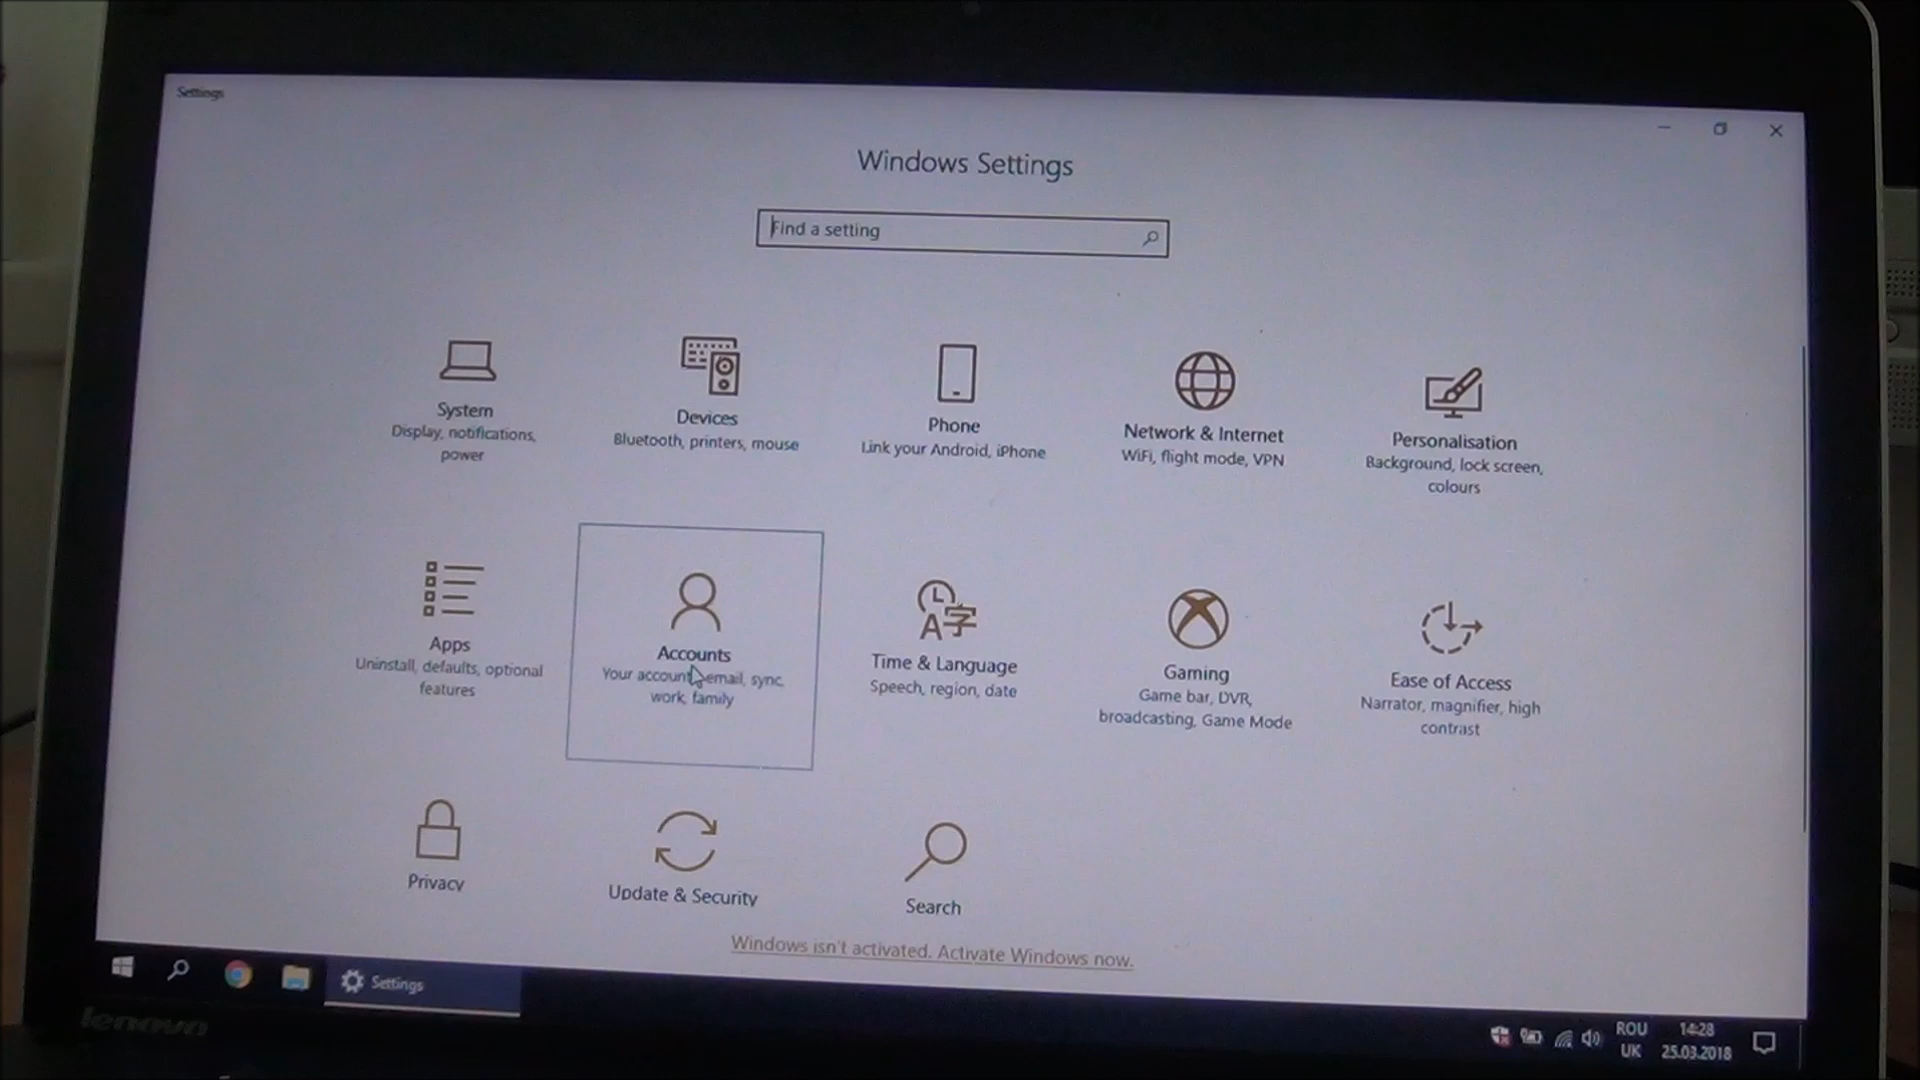 Settings
Windows Settings
Find a setting
System
Display, notifications,
power
Devices
Bluetooth, printers, mouse
Phone
Link your Android, iPhone
Network & Internet
WiFi, flight mode, VPN
Personalisation
Background, lock screen,
colours
Apps
Uninstall, defaults, optional
features
Accounts
Your account, email, sync,
work, family
Time & Language
Speech, region, date
Gaming
Game bar, DVR,
broadcasting, Game Mode
Ease of Access
Narrator, magnifier, high
contrast
Privacy
Update & Security
Search
Windows isn't activated. Activate Windows now.
Settings
ROU
UK
14:28
25.03.2018
lenovo